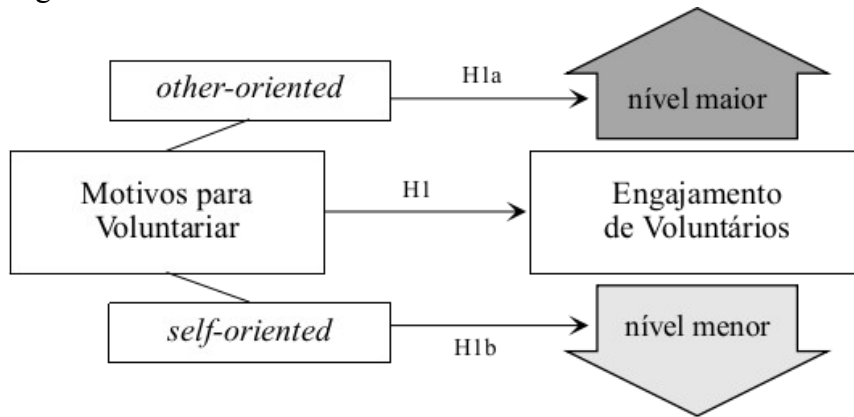 other-oriented
H1a
nível maior
Motivos para
Voluntariar
H1
Engajamento
de Voluntários
self-oriented
H1b
nível menor